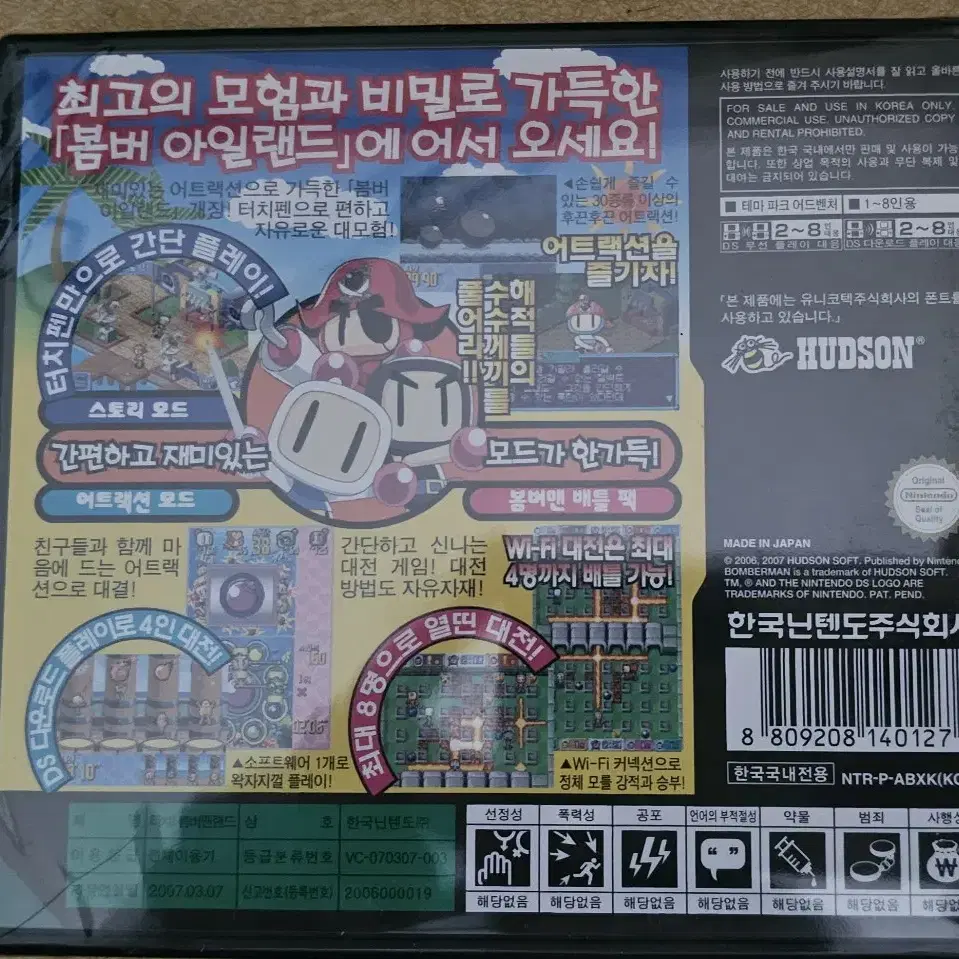 최고의 모험과 비밀로 가득한
「봄버 아일랜드」에 어서 오세요!
재미있는 어트랙션으로 가득한 「봄버
아일랜드」 개장! 터치펜으로 편하고
자유로운 대모험!
◀손쉽게 즐길 수
있는 30종류 이상의
후끈후끈 어트랙션!
어트랙션을
즐기자!
터치펜만으로 간단 플레이!
해적들의
수수께끼를
풀어라!!
스토리 모드
간편하고 재미있는
모드가 한가득!
어트랙션 모드
봄버맨 배틀 팩
친구들과 함께 마
음에 드는 어트랙
션으로 대결!
간단하고 신나는
대전 게임! 대전
방법도 자유자재!
Wi-Fi 대전은 최대
4명까지 배틀 가능!
DS 다운로드 플레이로 4인 대전!
최대 8명으로 열띤 대전!
▲소프트웨어 1개로
왁자지껄 플레이!
▲Wi-Fi 커넥션으로
정체 모를 강적과 승부!
사용하기 전에 반드시 사용설명서를 잘 읽고 올바른
사용 방법으로 즐겨 주시기 바랍니다.
FOR SALE AND USE IN KOREA ONLY.
COMMERCIAL USE, UNAUTHORIZED COPY
AND RENTAL PROHIBITED.
본 제품은 한국 국내에서만 판매 및 사용이 가능
합니다. 또한 상업 목적의 사용과 무단 복제 및
대여는 금지되어 있습니다.
■ 테마 파크 어드벤처 ■ 1~8인용
2~8
DS 무선 플레이 대응
2~8
DS 다운로드 플레이 대응
「본 제품에는 유니코텍주식회사의 폰트를
사용하고 있습니다.」
HUDSON®
Original
Nintendo
Seal of
Quality
MADE IN JAPAN
© 2006, 2007 HUDSON SOFT. Published by Ninten
BOMBERMAN is a trademark of HUDSON SOFT.
TM, ® AND THE NINTENDO DS LOGO ARE
TRADEMARKS OF NINTENDO. PAT. PEND.
한국닌텐도주식회사
8 809208 140127
한국국내전용 NTR-P-ABXK(KO
제 명 상 호 한국닌텐도㈜
이용등급 전체이용가 등급분류번호 VC-070307-003
2007.03.07 신고번호(등록번호) 2006000019
선정성 폭력성 공포 언어의 부적절성 약물 범죄 사행성
해당없음 해당없음 해당없음 해당없음 해당없음 해당없음 해당없